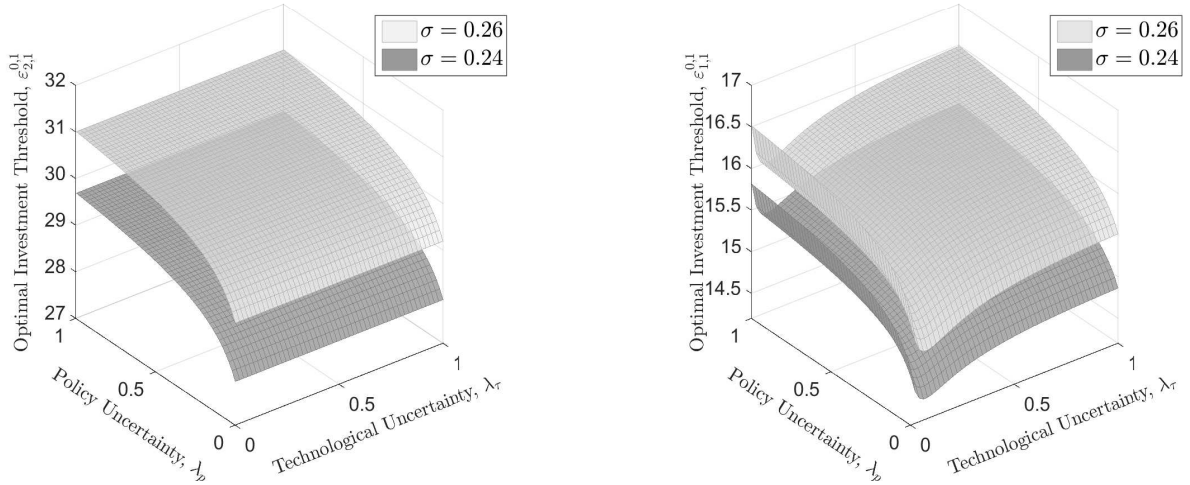 σ = 0.26
σ = 0.24
Optimal Investment Threshold, ε_{2,1}^{0,1}
32
31
30
29
28
27
1
0.5
0
Policy Uncertainty, λ_p
0
0.5
1
Technological Uncertainty, λ_τ
σ = 0.26
σ = 0.24
Optimal Investment Threshold, ε_{1,1}^{0,1}
17
16.5
16
15.5
15
14.5
1
0.5
0
Policy Uncertainty, λ_p
0
0.5
1
Technological Uncertainty, λ_τ